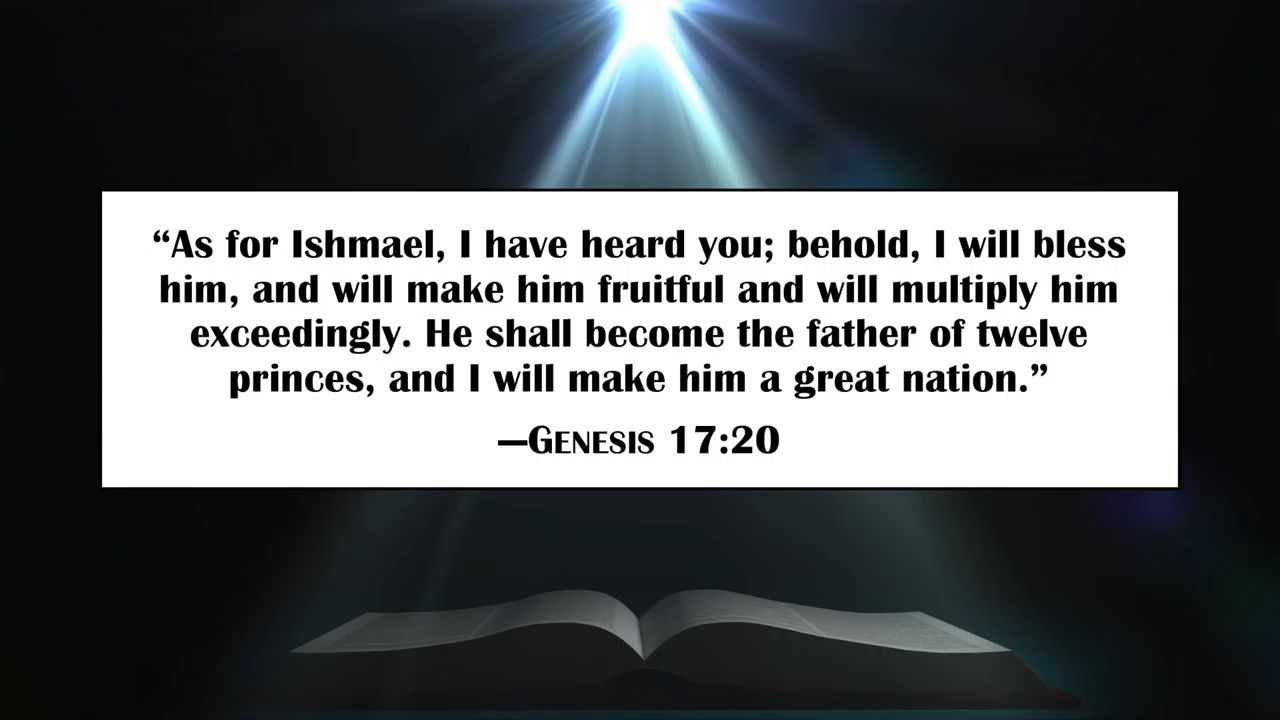 “As for Ishmael, I have heard you; behold, I will bless
him, and will make him fruitful and will multiply him
exceedingly. He shall become the father of twelve
princes, and I will make him a great nation.”
—GENESIS 17:20